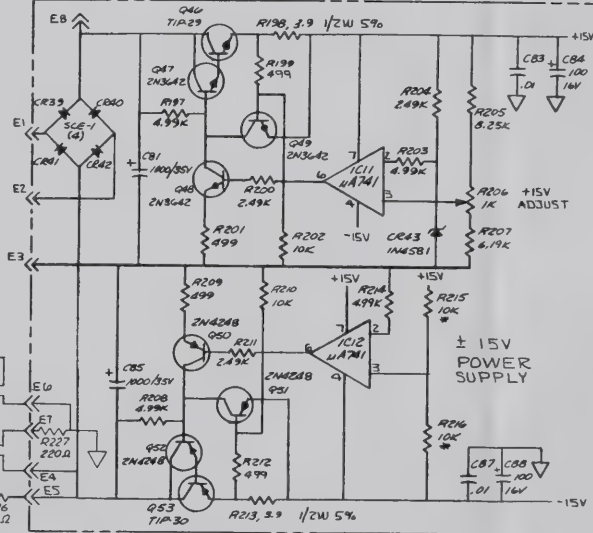 E8
Q46
TIP-29
R198, 3.9 1/2W 5%
+15V
Q47
2N3642
R199
499
C83
.01
C84
100
16V
CR39
CR40
SCE-1
(4)
CR41
CR42
E1
E2
E3
R197
4.99K
C81
1000/35V
Q49
2N3642
R204
249K
R205
8.25K
R203
4.99K
7
2
6
3
4
IC11
µA741
-15V
R206
1K
+15V
ADJUST
Q48
2N3642
R200
2.49K
R201
499
R202
10K
CR43
1N4581
R207
6.19K
R209
499
R210
10K
+15V
R214
4.99K
+15V
R215
10K
*
2N4248
Q50
R211
2.49K
7
2
6
3
4
IC12
µA741
± 15V
POWER
SUPPLY
C85
1000/35V
2N4248
Q51
R208
4.99K
E6
E7
R227
220Ω
E4
E5
Q52
2N4248
R216
10K
*
R212
499
C87
.01
C88
100
16V
Q53
TIP-30
R213, 3.9 1/2W 5%
-15V
Ω